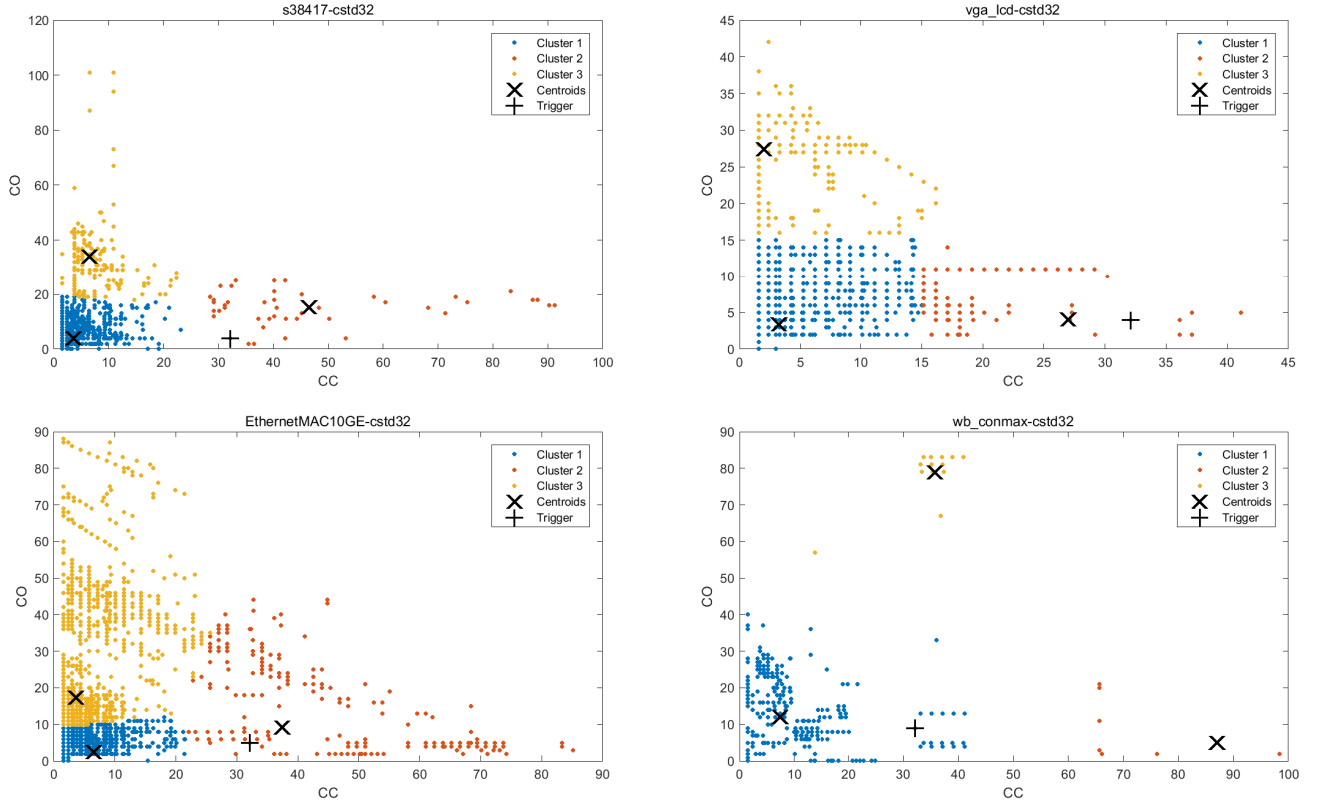 s38417-cstd32
120
100
80
60
40
20
0
CO
0 10 20 30 40 50 60 70 80 90 100
CC
Cluster 1
Cluster 2
Cluster 3
Centroids
Trigger
vga_lcd-cstd32
45
40
35
30
25
20
15
10
5
0
CO
0 5 10 15 20 25 30 35 40 45
CC
Cluster 1
Cluster 2
Cluster 3
Centroids
Trigger
EthernetMAC10GE-cstd32
90
80
70
60
50
40
30
20
10
0
CO
0 10 20 30 40 50 60 70 80 90
CC
Cluster 1
Cluster 2
Cluster 3
Centroids
Trigger
wb_conmax-cstd32
90
80
70
60
50
40
30
20
10
0
CO
0 10 20 30 40 50 60 70 80 90 100
CC
Cluster 1
Cluster 2
Cluster 3
Centroids
Trigger